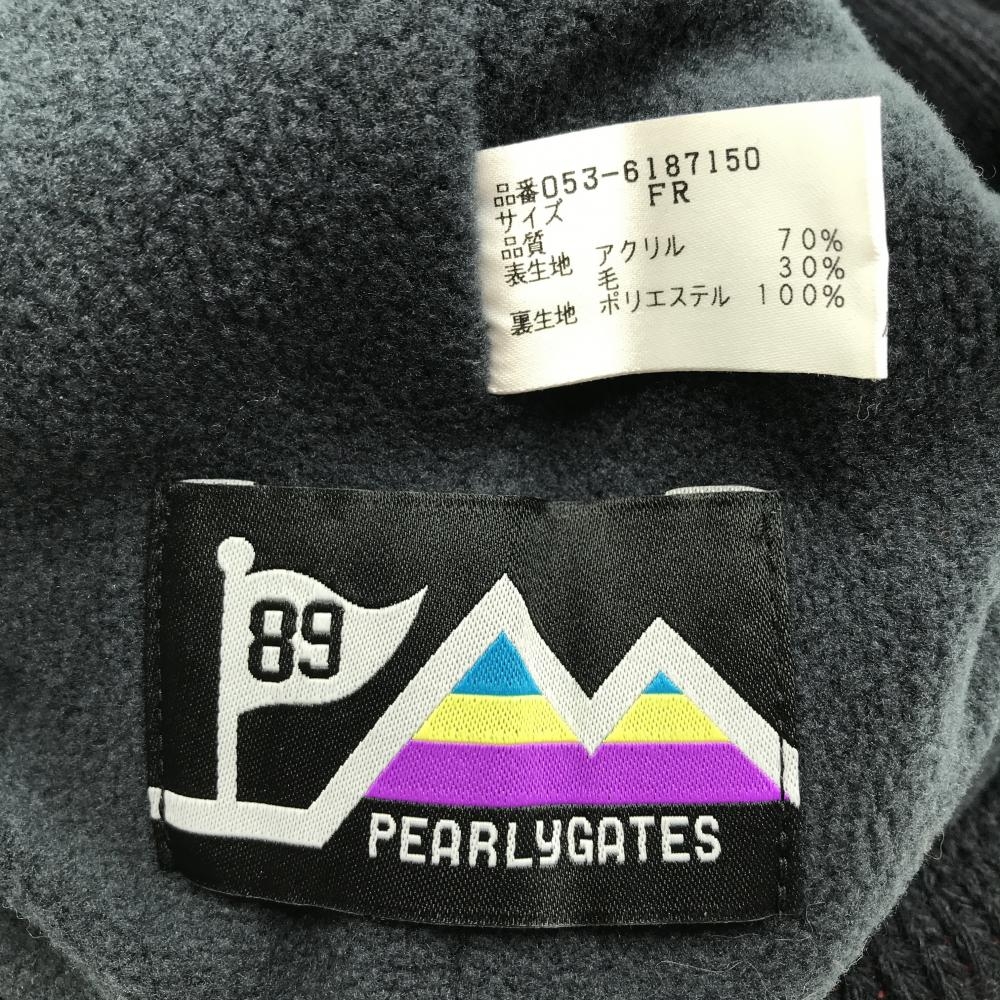 品番053-6187150
サイズ FR
品質
表生地 アクリル 70%
毛 30%
裏生地 ポリエステル 100%
89
PEARLYGATES